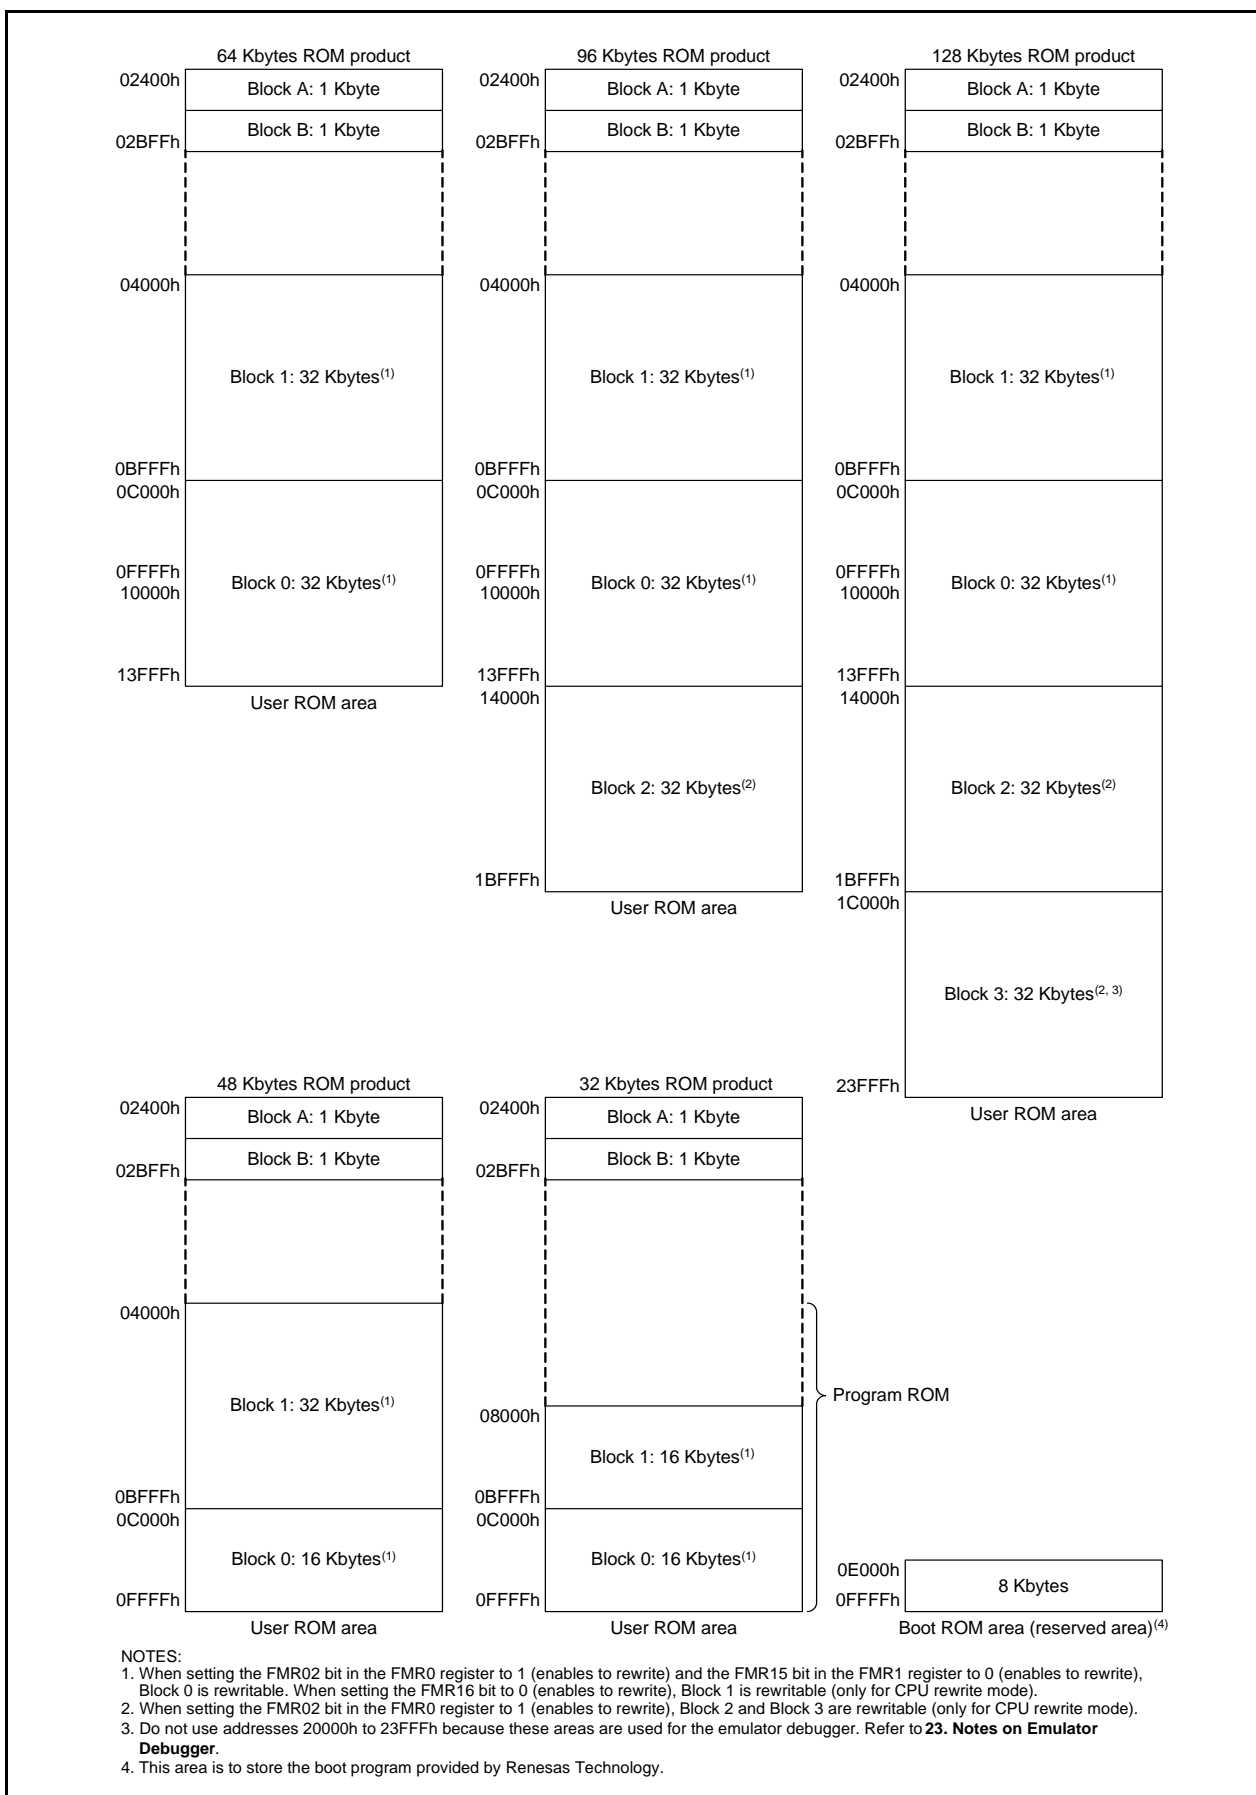 64 Kbytes ROM product
02400h
Block A: 1 Kbyte
Block B: 1 Kbyte
02BFFh
04000h
Block 1: 32 Kbytes(1)
0BFFFh
0C000h
0FFFFh
10000h
Block 0: 32 Kbytes(1)
13FFFh
User ROM area
96 Kbytes ROM product
02400h
Block A: 1 Kbyte
Block B: 1 Kbyte
02BFFh
04000h
Block 1: 32 Kbytes(1)
0BFFFh
0C000h
0FFFFh
10000h
Block 0: 32 Kbytes(1)
13FFFh
14000h
Block 2: 32 Kbytes(2)
1BFFFh
User ROM area
128 Kbytes ROM product
02400h
Block A: 1 Kbyte
Block B: 1 Kbyte
02BFFh
04000h
Block 1: 32 Kbytes(1)
0BFFFh
0C000h
0FFFFh
10000h
Block 0: 32 Kbytes(1)
13FFFh
14000h
Block 2: 32 Kbytes(2)
1BFFFh
1C000h
Block 3: 32 Kbytes(2, 3)
23FFFh
User ROM area
48 Kbytes ROM product
02400h
Block A: 1 Kbyte
Block B: 1 Kbyte
02BFFh
04000h
Block 1: 32 Kbytes(1)
0BFFFh
0C000h
Block 0: 16 Kbytes(1)
0FFFFh
User ROM area
32 Kbytes ROM product
02400h
Block A: 1 Kbyte
Block B: 1 Kbyte
02BFFh
Program ROM
08000h
Block 1: 16 Kbytes(1)
0BFFFh
0C000h
Block 0: 16 Kbytes(1)
0FFFFh
User ROM area
0E000h
8 Kbytes
0FFFFh
Boot ROM area (reserved area)(4)
NOTES:
1. When setting the FMR02 bit in the FMR0 register to 1 (enables to rewrite) and the FMR15 bit in the FMR1 register to 0 (enables to rewrite),
Block 0 is rewritable. When setting the FMR16 bit to 0 (enables to rewrite), Block 1 is rewritable (only for CPU rewrite mode).
2. When setting the FMR02 bit in the FMR0 register to 1 (enables to rewrite), Block 2 and Block 3 are rewritable (only for CPU rewrite mode).
3. Do not use addresses 20000h to 23FFFh because these areas are used for the emulator debugger. Refer to 23. Notes on Emulator
Debugger.
4. This area is to store the boot program provided by Renesas Technology.